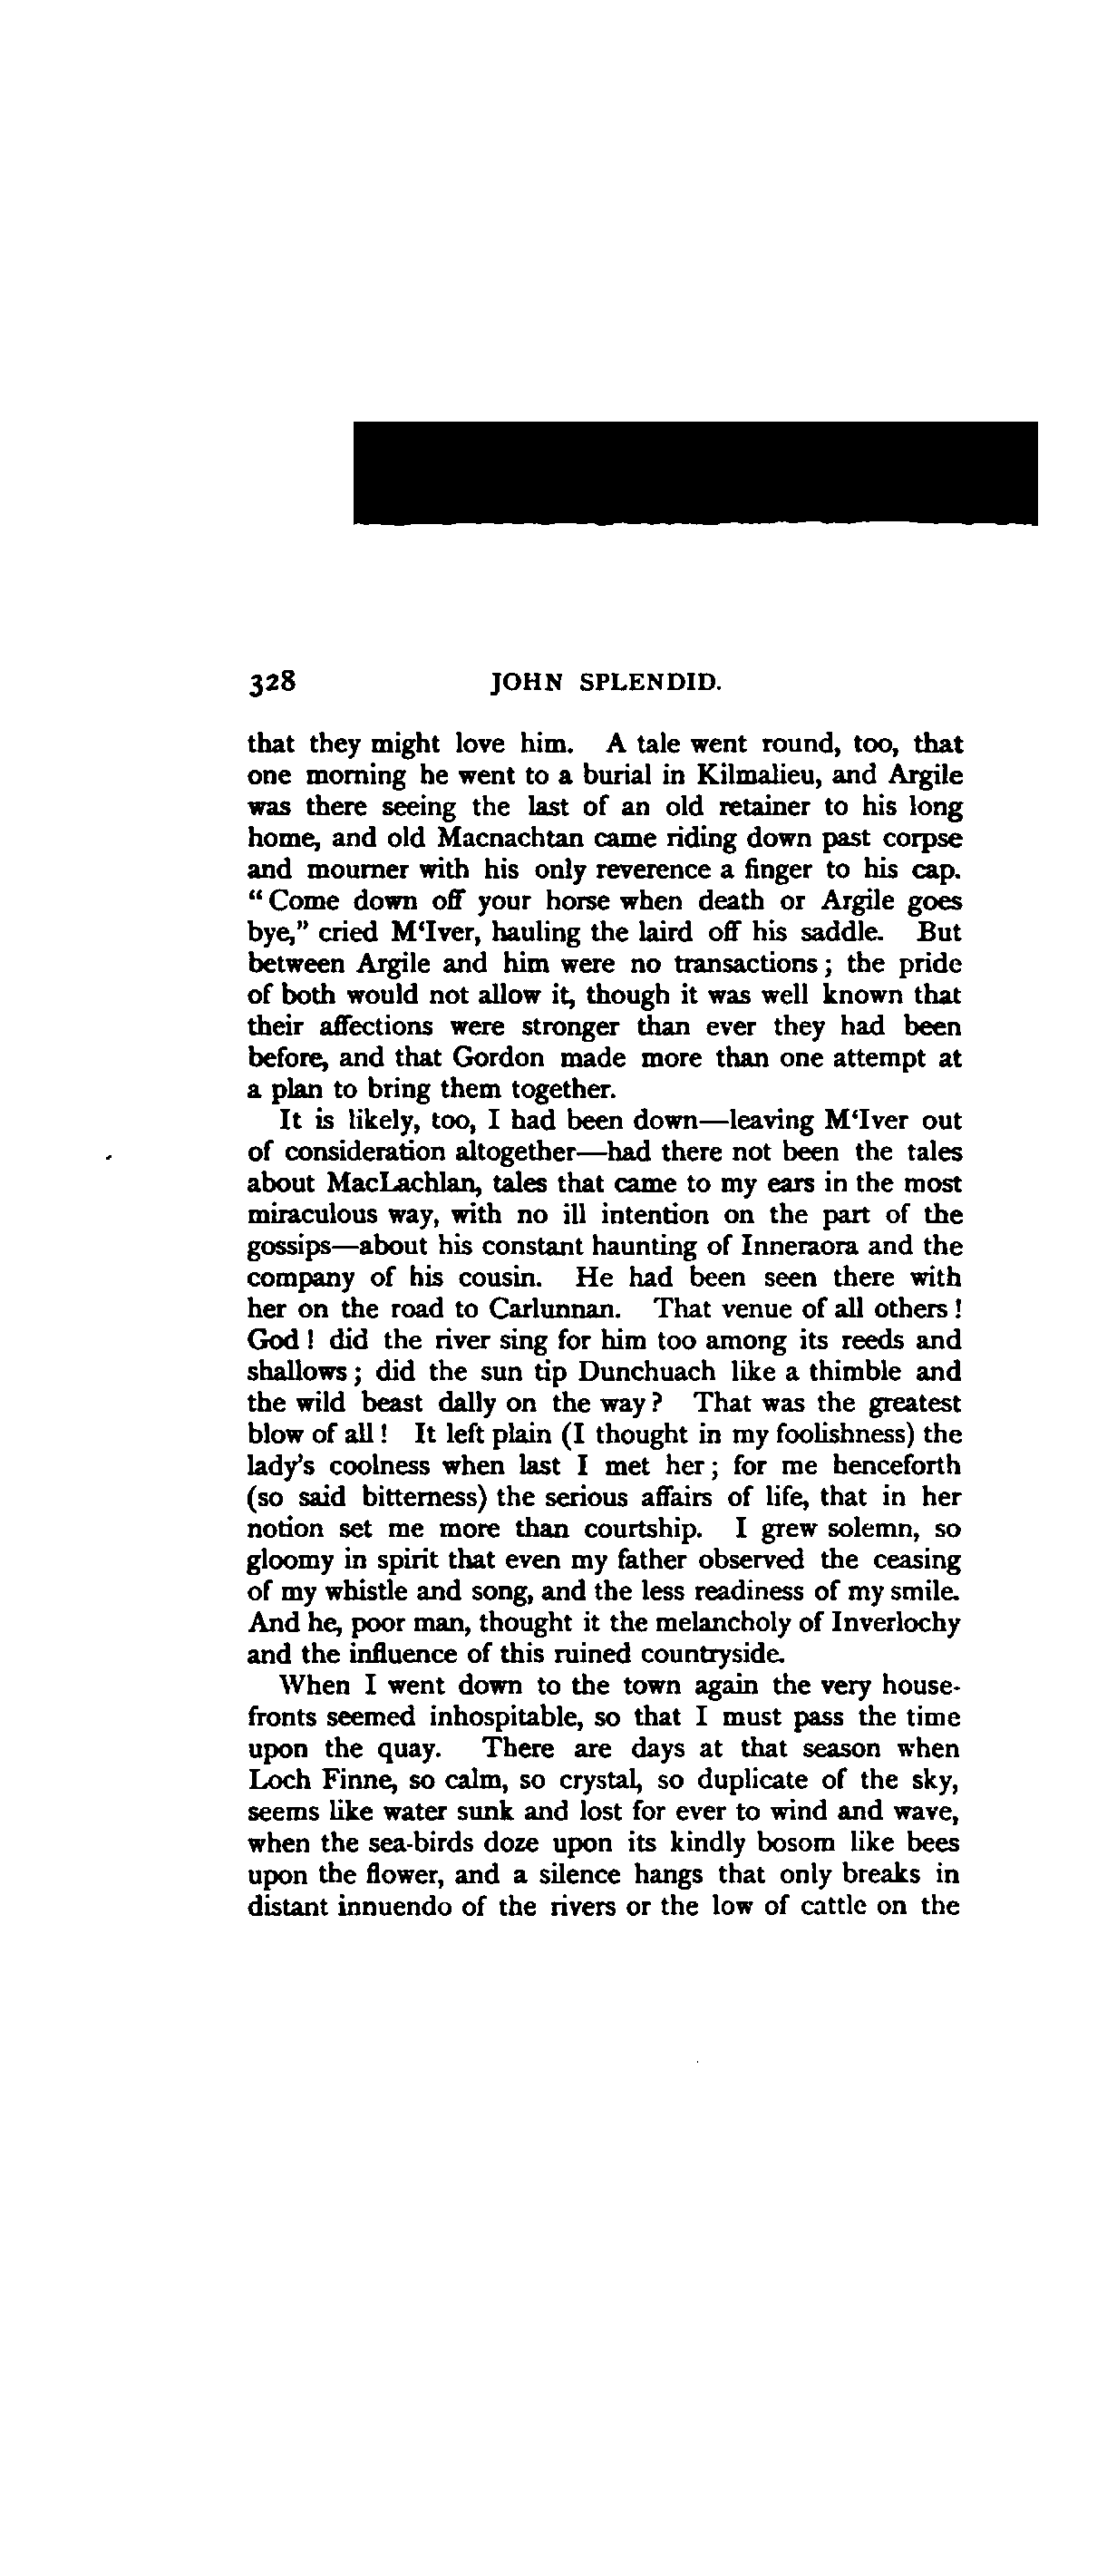 328 JOHN SPLENDID.
that they might love him. A tale went round, too, that
one morning he went to a burial in Kilmalieu, and Argile
was there seeing the last of an old retainer to his long
home, and old Macnachtan came riding down past corpse
and mourner with his only reverence a finger to his cap.
“Come down off your horse when death or Argile goes
bye,” cried M‘Iver, hauling the laird off his saddle. But
between Argile and him were no transactions; the pride
of both would not allow it, though it was well known that
their affections were stronger than ever they had been
before, and that Gordon made more than one attempt at
a plan to bring them together.
It is likely, too, I had been down—leaving M‘Iver out
of consideration altogether—had there not been the tales
about MacLachlan, tales that came to my ears in the most
miraculous way, with no ill intention on the part of the
gossips—about his constant haunting of Inneraora and the
company of his cousin. He had been seen there with
her on the road to Carlunnan. That venue of all others!
God! did the river sing for him too among its reeds and
shallows; did the sun tip Dunchuach like a thimble and
the wild beast dally on the way? That was the greatest
blow of all! It left plain (I thought in my foolishness) the
lady’s coolness when last I met her; for me henceforth
(so said bitterness) the serious affairs of life, that in her
notion set me more than courtship. I grew solemn, so
gloomy in spirit that even my father observed the ceasing
of my whistle and song, and the less readiness of my smile.
And he, poor man, thought it the melancholy of Inverlochy
and the influence of this ruined countryside.
When I went down to the town again the very house-
fronts seemed inhospitable, so that I must pass the time
upon the quay. There are days at that season when
Loch Finne, so calm, so crystal, so duplicate of the sky,
seems like water sunk and lost for ever to wind and wave,
when the sea-birds doze upon its kindly bosom like bees
upon the flower, and a silence hangs that only breaks in
distant innuendo of the rivers or the low of cattle on the